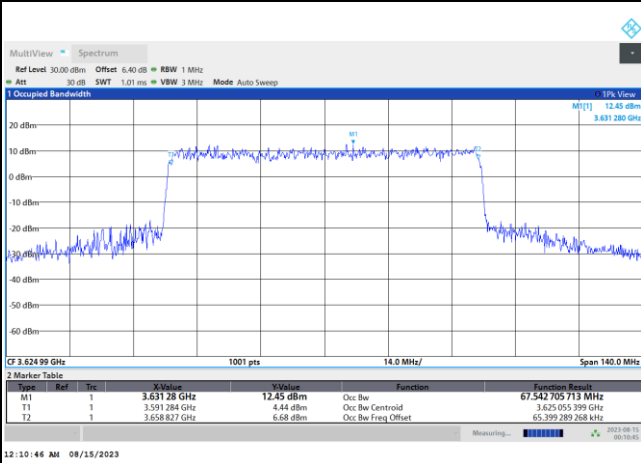 MultiView Spectrum
Ref Level 30.00 dBm Offset 6.40 dB RBW 1 MHz
Att 30 dB SWT 1.01 ms VBW 3 MHz Mode Auto Sweep
1 Occupied Bandwidth 1Pk View
M1[1] 12.45 dBm
3.631 280 GHz
20 dBm
M1
10 dBm
T1 T2
0 dBm
-10 dBm
-20 dBm
-30 dBm
-40 dBm
-50 dBm
-60 dBm
CF 3.624 99 GHz 1001 pts 14.0 MHz/ Span 140.0 MHz
2 Marker Table
Type Ref Trc X-Value Y-Value Function Function Result
M1 1 3.631 28 GHz 12.45 dBm Occ Bw 67.542 705 713 MHz
T1 1 3.591 284 GHz 4.44 dBm Occ Bw Centroid 3.625 055 399 GHz
T2 1 3.658 827 GHz 6.68 dBm Occ Bw Freq Offset 65.399 289 268 kHz
Measuring... 2023-08-15
00:10:45
12:10:46 AM 08/15/2023